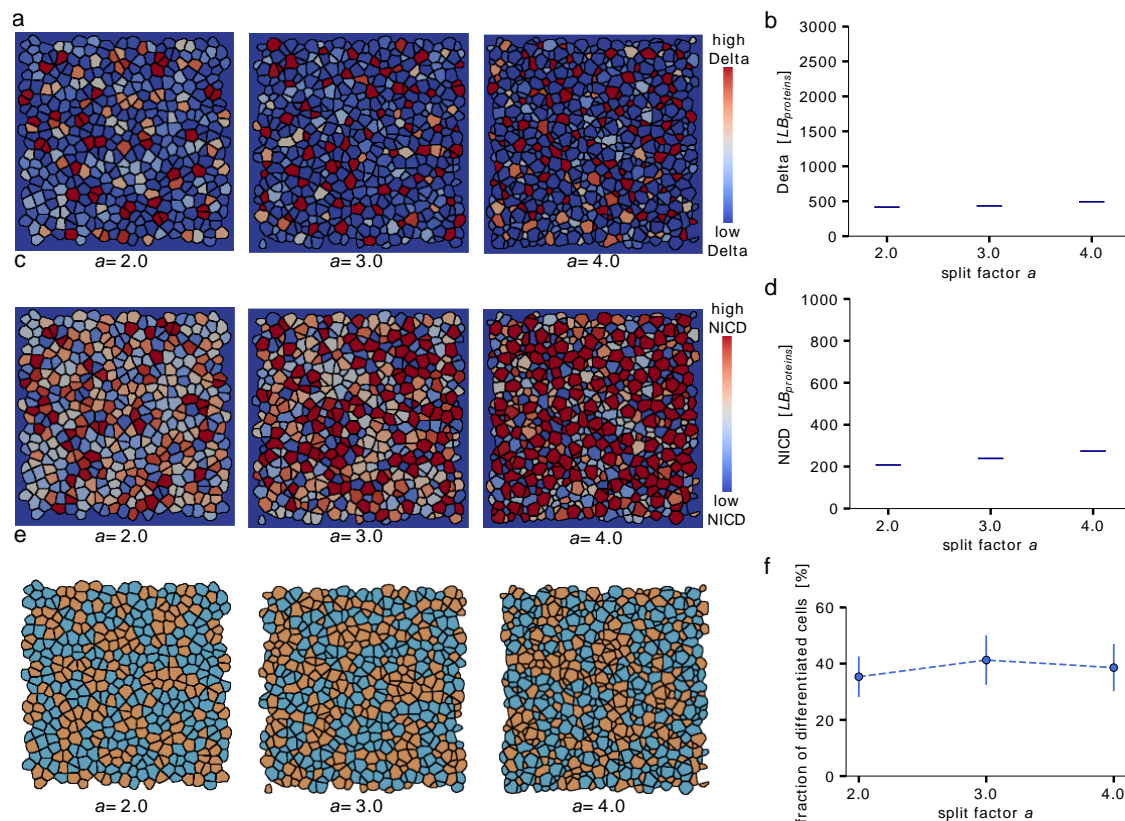 a
high
Delta
low
Delta
a= 2.0
a= 3.0
a= 4.0
b
3000
2500
2000
1500
1000
500
0
Delta [LBproteins]
2.0
3.0
4.0
split factor a
c
high
NICD
low
NICD
a= 2.0
a= 3.0
a= 4.0
d
1000
800
600
400
200
0
NICD [LBproteins]
2.0
3.0
4.0
split factor a
e
a= 2.0
a= 3.0
a= 4.0
f
60
40
20
0
fraction of differentiated cells [%]
2.0
3.0
4.0
split factor a